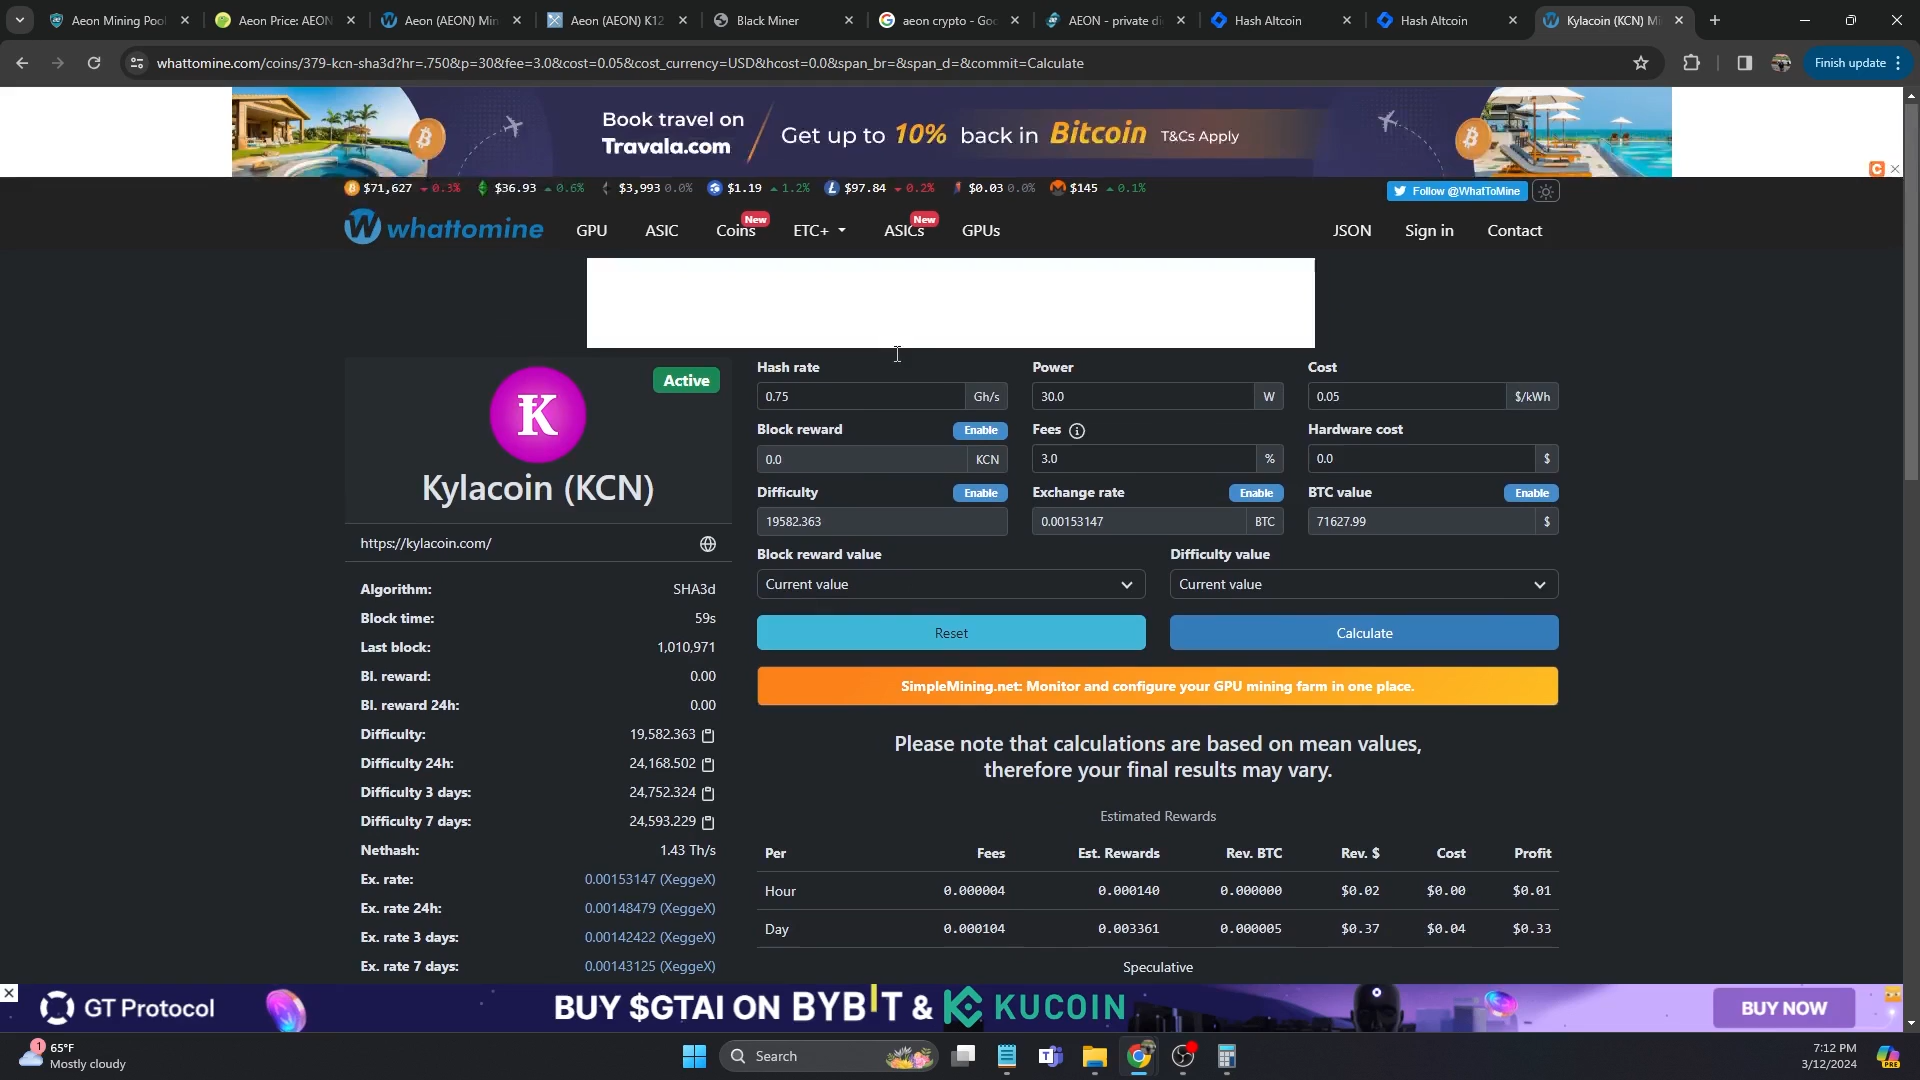 Aeon Mining Pool
Aeon Price: AEON
Aeon (AEON) Min
Aeon (AEON) K12
Black Miner
aeon crypto - Goo
AEON - private di
Hash Altcoin
Hash Altcoin
Kylacoin (KCN) Mi
whattomine.com/coins/379-kcn-sha3d?hr=.750&p=30&fee=3.0&cost=0.05&cost_currency=USD&hcost=0.0&span_br=&span_d=&commit=Calculate
Finish update
Book travel on
Travala.com
Get up to 10% back in Bitcoin T&Cs Apply
$71,627 0.3% $36.93 0.6% $3,993 0.0% $1.19 1.2% $97.84 0.2% $0.03 0.0% $145 0.1%
Follow @WhatToMine
whattomine
GPU
ASIC
Coins
New
ETC+
ASICs
New
GPUs
JSON
Sign in
Contact
Active
K
Kylacoin (KCN)
https://kylacoin.com/
Algorithm: SHA3d
Block time: 59s
Last block: 1,010,971
Bl. reward: 0.00
Bl. reward 24h: 0.00
Difficulty: 19,582.363
Difficulty 24h: 24,168.502
Difficulty 3 days: 24,752.324
Difficulty 7 days: 24,593.229
Nethash: 1.43 Th/s
Ex. rate: 0.00153147 (XeggeX)
Ex. rate 24h: 0.00148479 (XeggeX)
Ex. rate 3 days: 0.00142422 (XeggeX)
Ex. rate 7 days: 0.00143125 (XeggeX)
Hash rate Power Cost
0.75 Gh/s 30.0 W 0.05 $/kWh
Block reward Enable Fees Hardware cost
0.0 KCN 3.0 % 0.0 $
Difficulty Enable Exchange rate Enable BTC value Enable
19582.363 0.00153147 BTC 71627.99 $
Block reward value Difficulty value
Current value Current value
Reset Calculate
SimpleMining.net: Monitor and configure your GPU mining farm in one place.
Please note that calculations are based on mean values,
therefore your final results may vary.
Estimated Rewards
Per Fees Est. Rewards Rev. BTC Rev. $ Cost Profit
Hour 0.000004 0.000140 0.000000 $0.02 $0.00 $0.01
Day 0.000104 0.003361 0.000005 $0.37 $0.04 $0.33
Speculative
GT Protocol
BUY $GTAI ON BYBIT & KUCOIN
BUY NOW
1
65°F
Mostly cloudy
Search
7:12 PM
3/12/2024